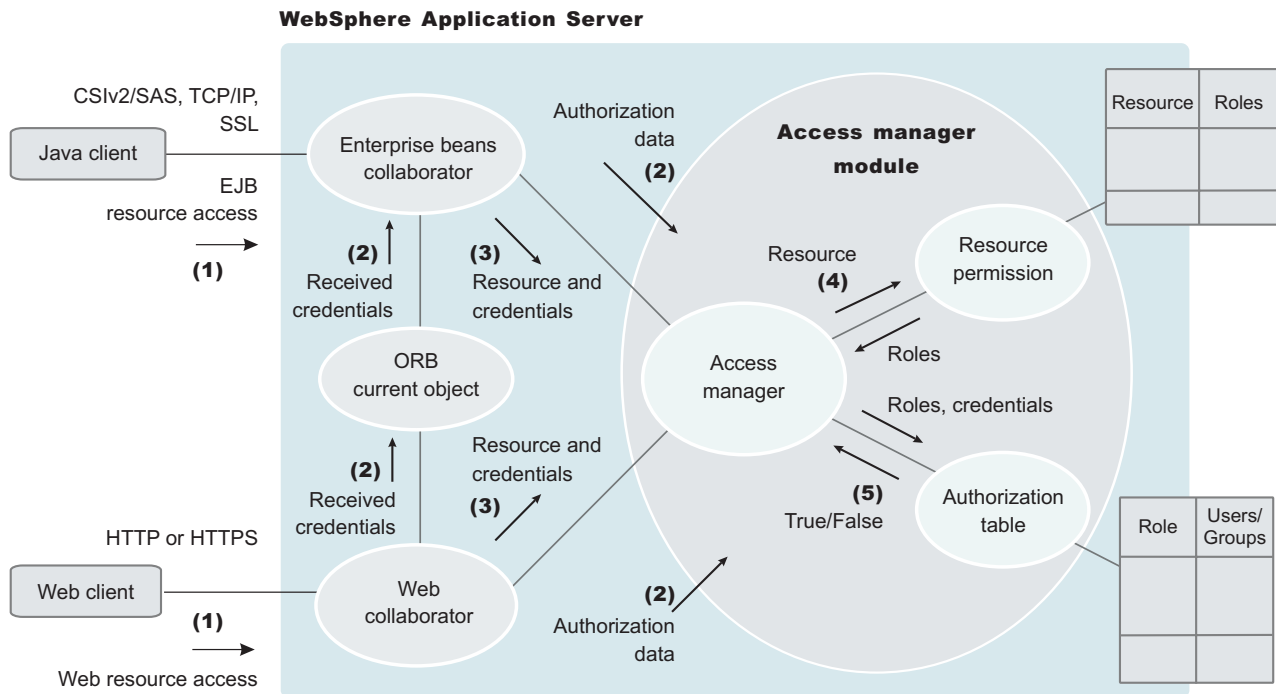 WebSphere Application Server
CSIv2/SAS, TCP/IP,
SSL
Java client
EJB
resource access
(1)
Enterprise beans
collaborator
(2)
Received
credentials
(3)
Resource and
credentials
Authorization
data
(2)
Access manager
module
Resource
Roles
Resource
(4)
Resource
permission
Roles
ORB
current object
Access
manager
Roles, credentials
(2)
Received
credentials
Resource and
credentials
(3)
(5)
True/False
Authorization
table
Role
Users/
Groups
HTTP or HTTPS
Web client
(1)
Web resource access
Web
collaborator
(2)
Authorization
data